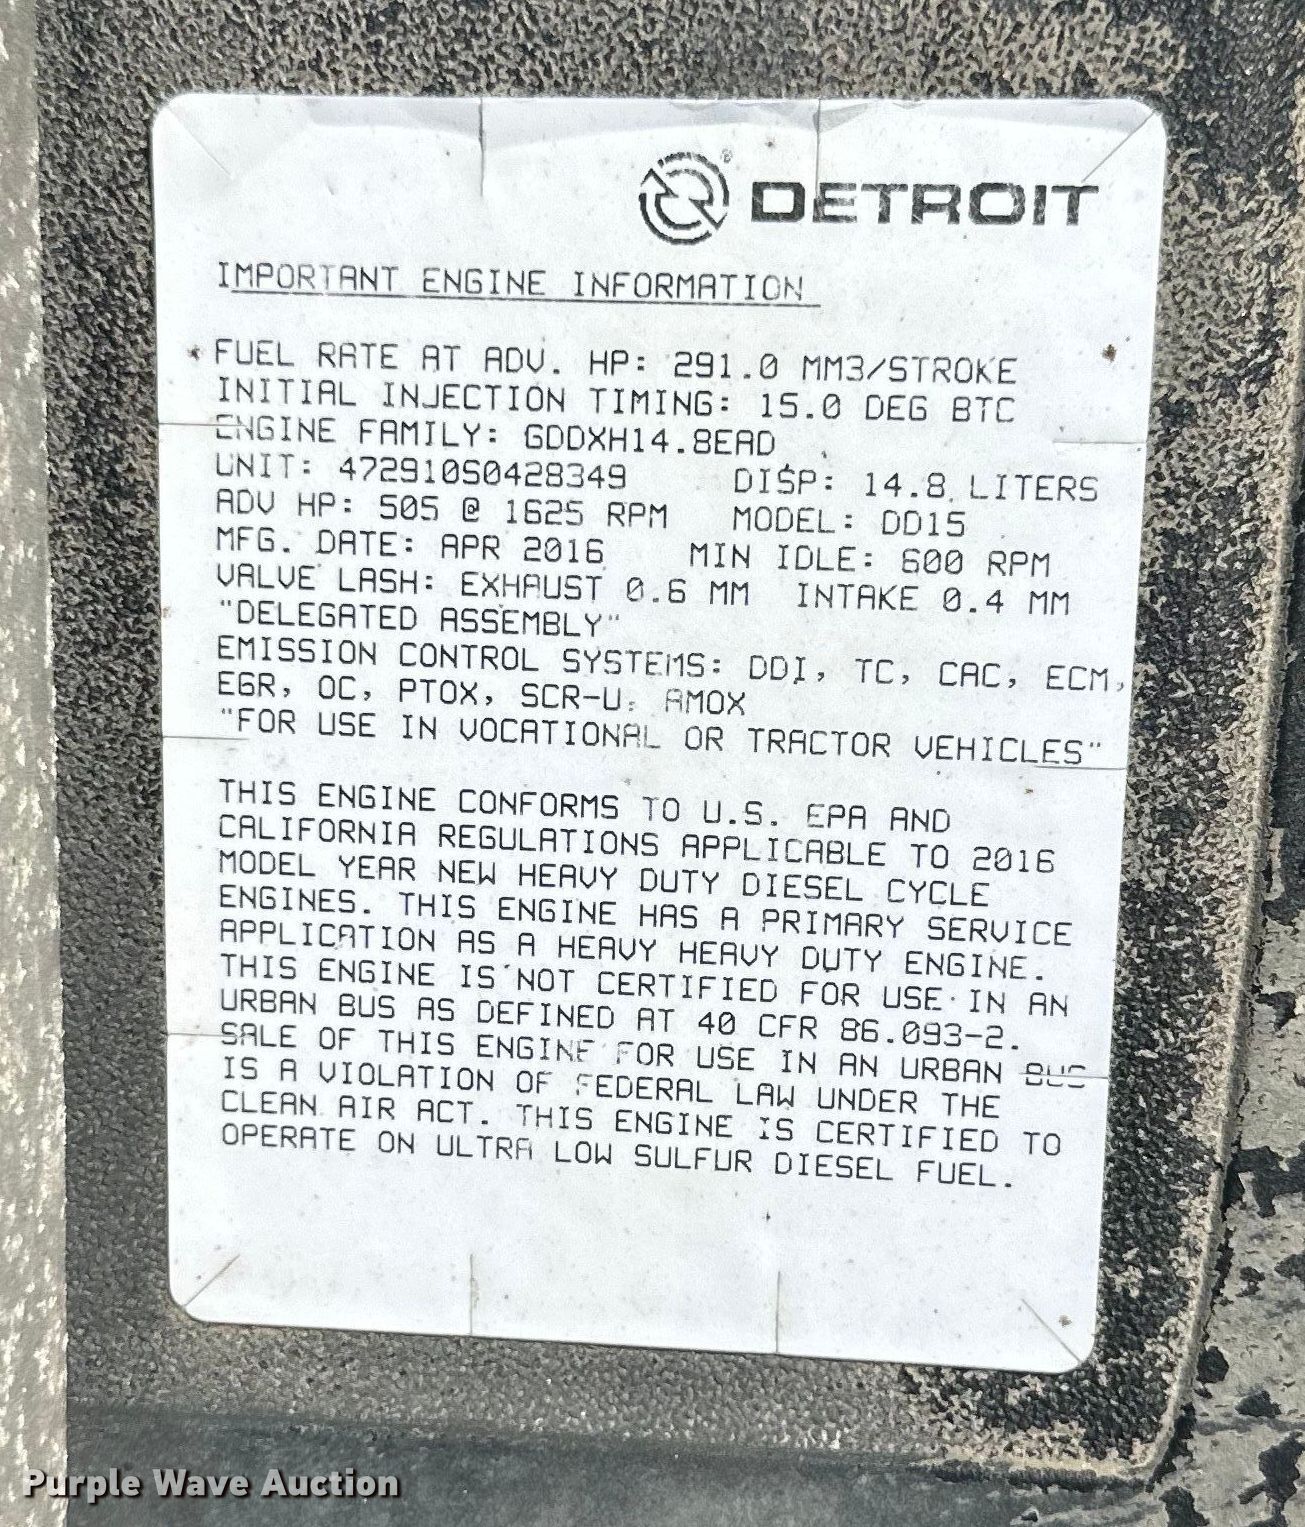 ® DETROIT
IMPORTANT ENGINE INFORMATION
FUEL RATE AT ADV. HP: 291.0 MM3/STROKE
INITIAL INJECTION TIMING: 15.0 DEG BTC
ENGINE FAMILY: GDDXH14.8EAD
UNIT: 472910S0428349 DISP: 14.8 LITERS
ADV HP: 505 @ 1625 RPM MODEL: DD15
MFG. DATE: APR 2016 MIN IDLE: 600 RPM
VALVE LASH: EXHAUST 0.6 MM INTAKE 0.4 MM
"DELEGATED ASSEMBLY"
EMISSION CONTROL SYSTEMS: DDI, TC, CAC, ECM,
EGR, OC, PTOX, SCR-U, AMOX
"FOR USE IN VOCATIONAL OR TRACTOR VEHICLES"
THIS ENGINE CONFORMS TO U.S. EPA AND
CALIFORNIA REGULATIONS APPLICABLE TO 2016
MODEL YEAR NEW HEAVY DUTY DIESEL CYCLE
ENGINES. THIS ENGINE HAS A PRIMARY SERVICE
APPLICATION AS A HEAVY HEAVY DUTY ENGINE.
THIS ENGINE IS NOT CERTIFIED FOR USE IN AN
URBAN BUS AS DEFINED AT 40 CFR 86.093-2.
SALE OF THIS ENGINE FOR USE IN AN URBAN BUS
IS A VIOLATION OF FEDERAL LAW UNDER THE
CLEAN AIR ACT. THIS ENGINE IS CERTIFIED TO
OPERATE ON ULTRA LOW SULFUR DIESEL FUEL.
Purple Wave Auction